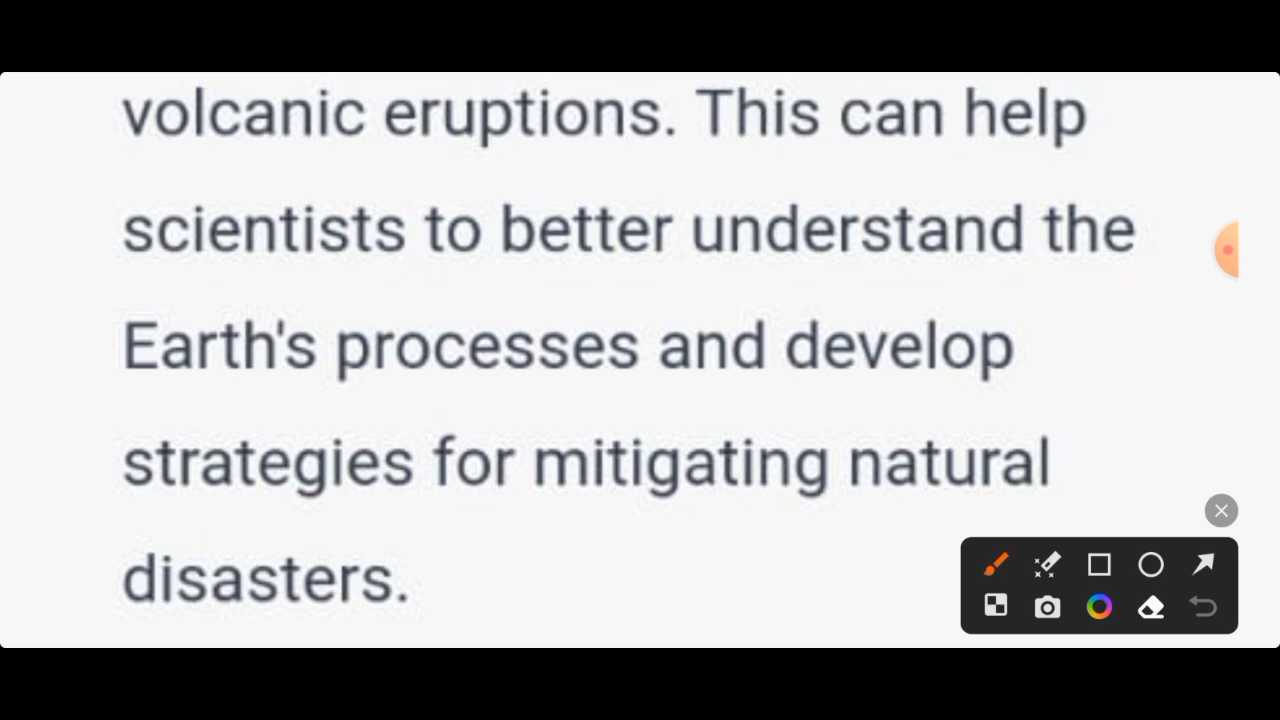 volcanic eruptions. This can help
scientists to better understand the
Earth's processes and develop
strategies for mitigating natural
disasters.